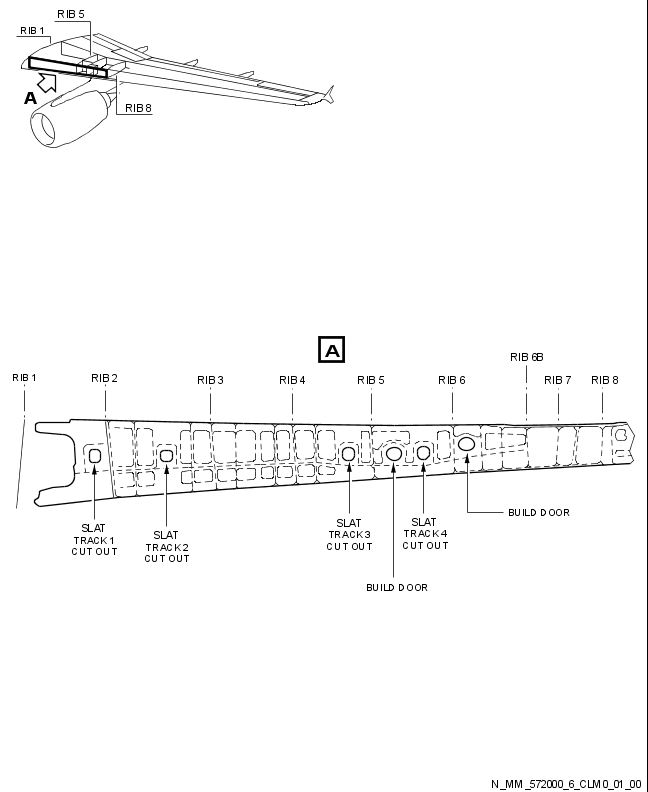 RIB 5
RIB 1
A
RIB 8
A
RIB 6B
RIB 1
RIB 2
RIB 3
RIB 4
RIB 5
RIB 6
RIB 7
RIB 8
SLAT
TRACK 1
CUT OUT
SLAT
TRACK 2
CUT OUT
SLAT
TRACK 3
CUT OUT
SLAT
TRACK 4
CUT OUT
BUILD DOOR
BUILD DOOR
N_MM_572000_6_CLM0_01_00